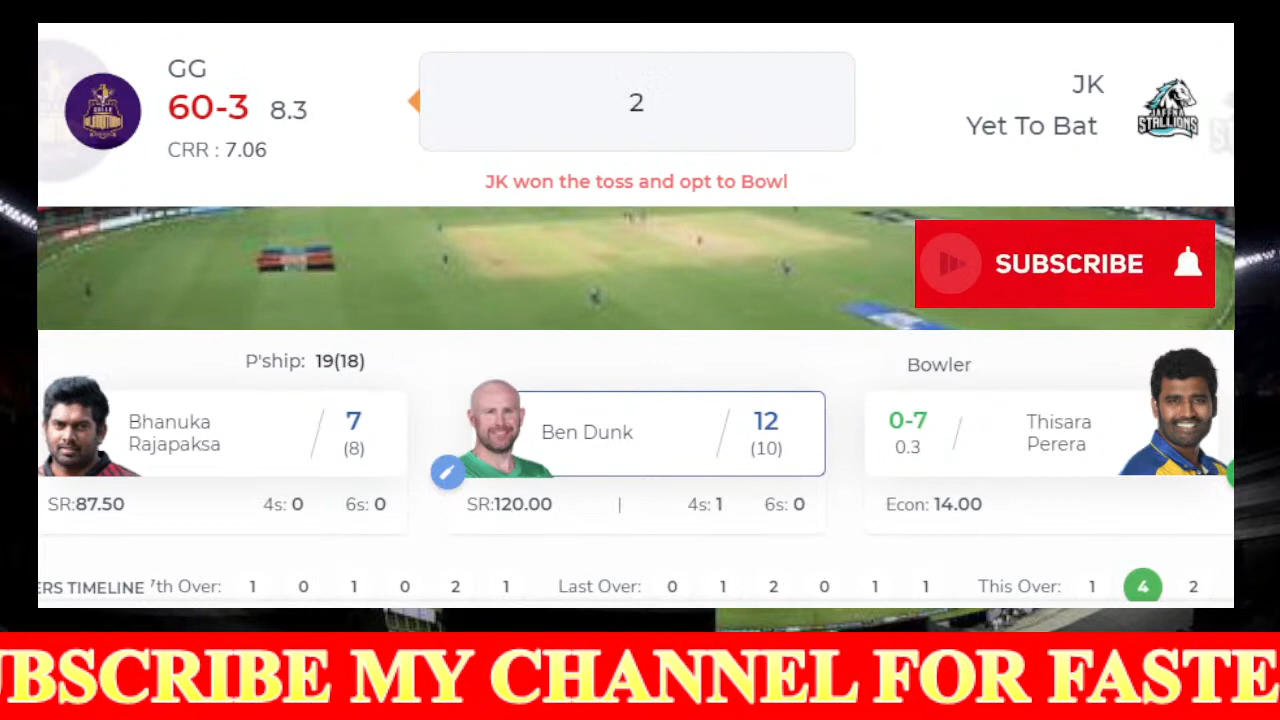 GG
60-3 8.3
CRR : 7.06
2
JK
Yet To Bat
JAFFNA
STALLIONS
JK won the toss and opt to Bowl
SUBSCRIBE
P'ship: 19(18)
Bowler
Bhanuka
Rajapaksa
7
(8)
Ben Dunk
12
(10)
0-7
0.3
Thisara
Perera
SR:87.50 4s: 0 6s: 0
SR:120.00 | 4s: 1 6s: 0
Econ: 14.00
ERS TIMELINE 7th Over: 1 0 1 0 2 1 Last Over: 0 1 2 0 1 1 This Over: 1 4 2
UBSCRIBE MY CHANNEL FOR FASTE